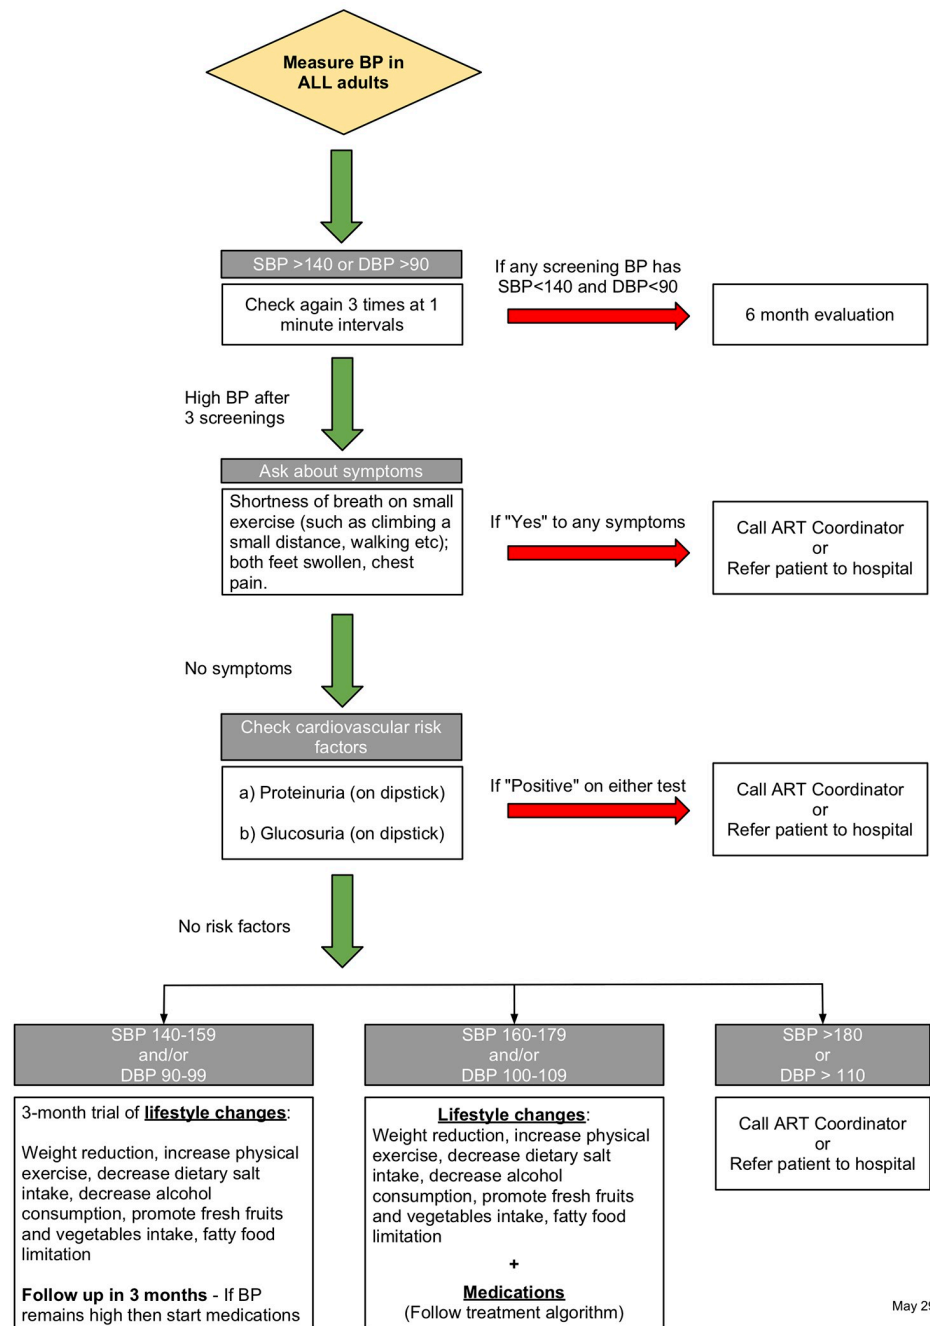 Measure BP in
ALL adults
SBP >140 or DBP >90
Check again 3 times at 1
minute intervals
If any screening BP has
SBP<140 and DBP<90
6 month evaluation
High BP after
3 screenings
Ask about symptoms
Shortness of breath on small
exercise (such as climbing a
small distance, walking etc);
both feet swollen, chest
pain.
If "Yes" to any symptoms
Call ART Coordinator
or
Refer patient to hospital
No symptoms
Check cardiovascular risk
factors
a) Proteinuria (on dipstick)
b) Glucosuria (on dipstick)
If "Positive" on either test
Call ART Coordinator
or
Refer patient to hospital
No risk factors
SBP 140-159
and/or
DBP 90-99
3-month trial of lifestyle changes:
Weight reduction, increase physical
exercise, decrease dietary salt
intake, decrease alcohol
consumption, promote fresh fruits
and vegetables intake, fatty food
limitation
Follow up in 3 months - If BP
remains high then start medications
SBP 160-179
and/or
DBP 100-109
Lifestyle changes:
Weight reduction, increase physical
exercise, decrease dietary salt
intake, decrease alcohol
consumption, promote fresh fruits
and vegetables intake, fatty food
limitation
+
Medications
(Follow treatment algorithm)
SBP >180
or
DBP > 110
Call ART Coordinator
or
Refer patient to hospital
May 29